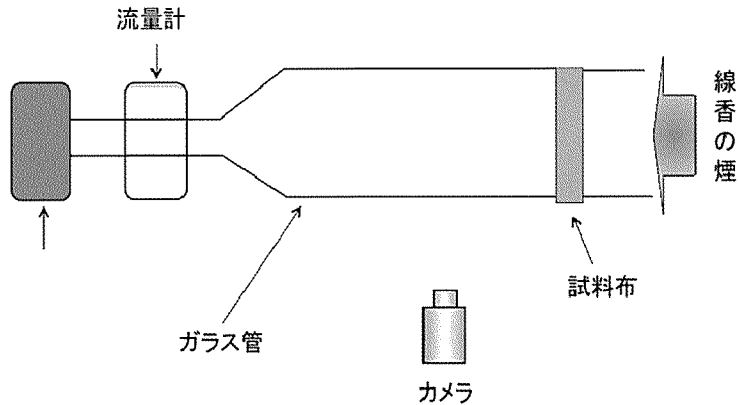 流量計
線香の煙
試料布
ガラス管
カメラ